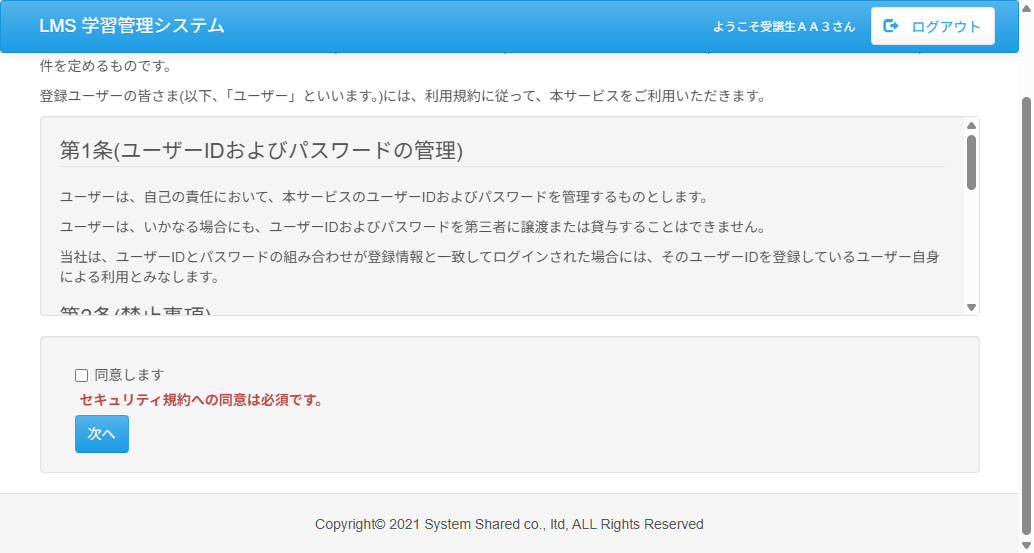 LMS 学習管理システム
ようこそ受講生ＡＡ３さん
ログアウト
件を定めるものです。
登録ユーザーの皆さま(以下、「ユーザー」といいます。)には、利用規約に従って、本サービスをご利用いただきます。
第1条(ユーザーIDおよびパスワードの管理)
ユーザーは、自己の責任において、本サービスのユーザーIDおよびパスワードを管理するものとします。
ユーザーは、いかなる場合にも、ユーザーIDおよびパスワードを第三者に譲渡または貸与することはできません。
当社は、ユーザーIDとパスワードの組み合わせが登録情報と一致してログインされた場合には、そのユーザーIDを登録しているユーザー自身
による利用とみなします。
第2条(禁止事項)
同意します
セキュリティ規約への同意は必須です。
次へ
Copyright© 2021 System Shared co., ltd, ALL Rights Reserved